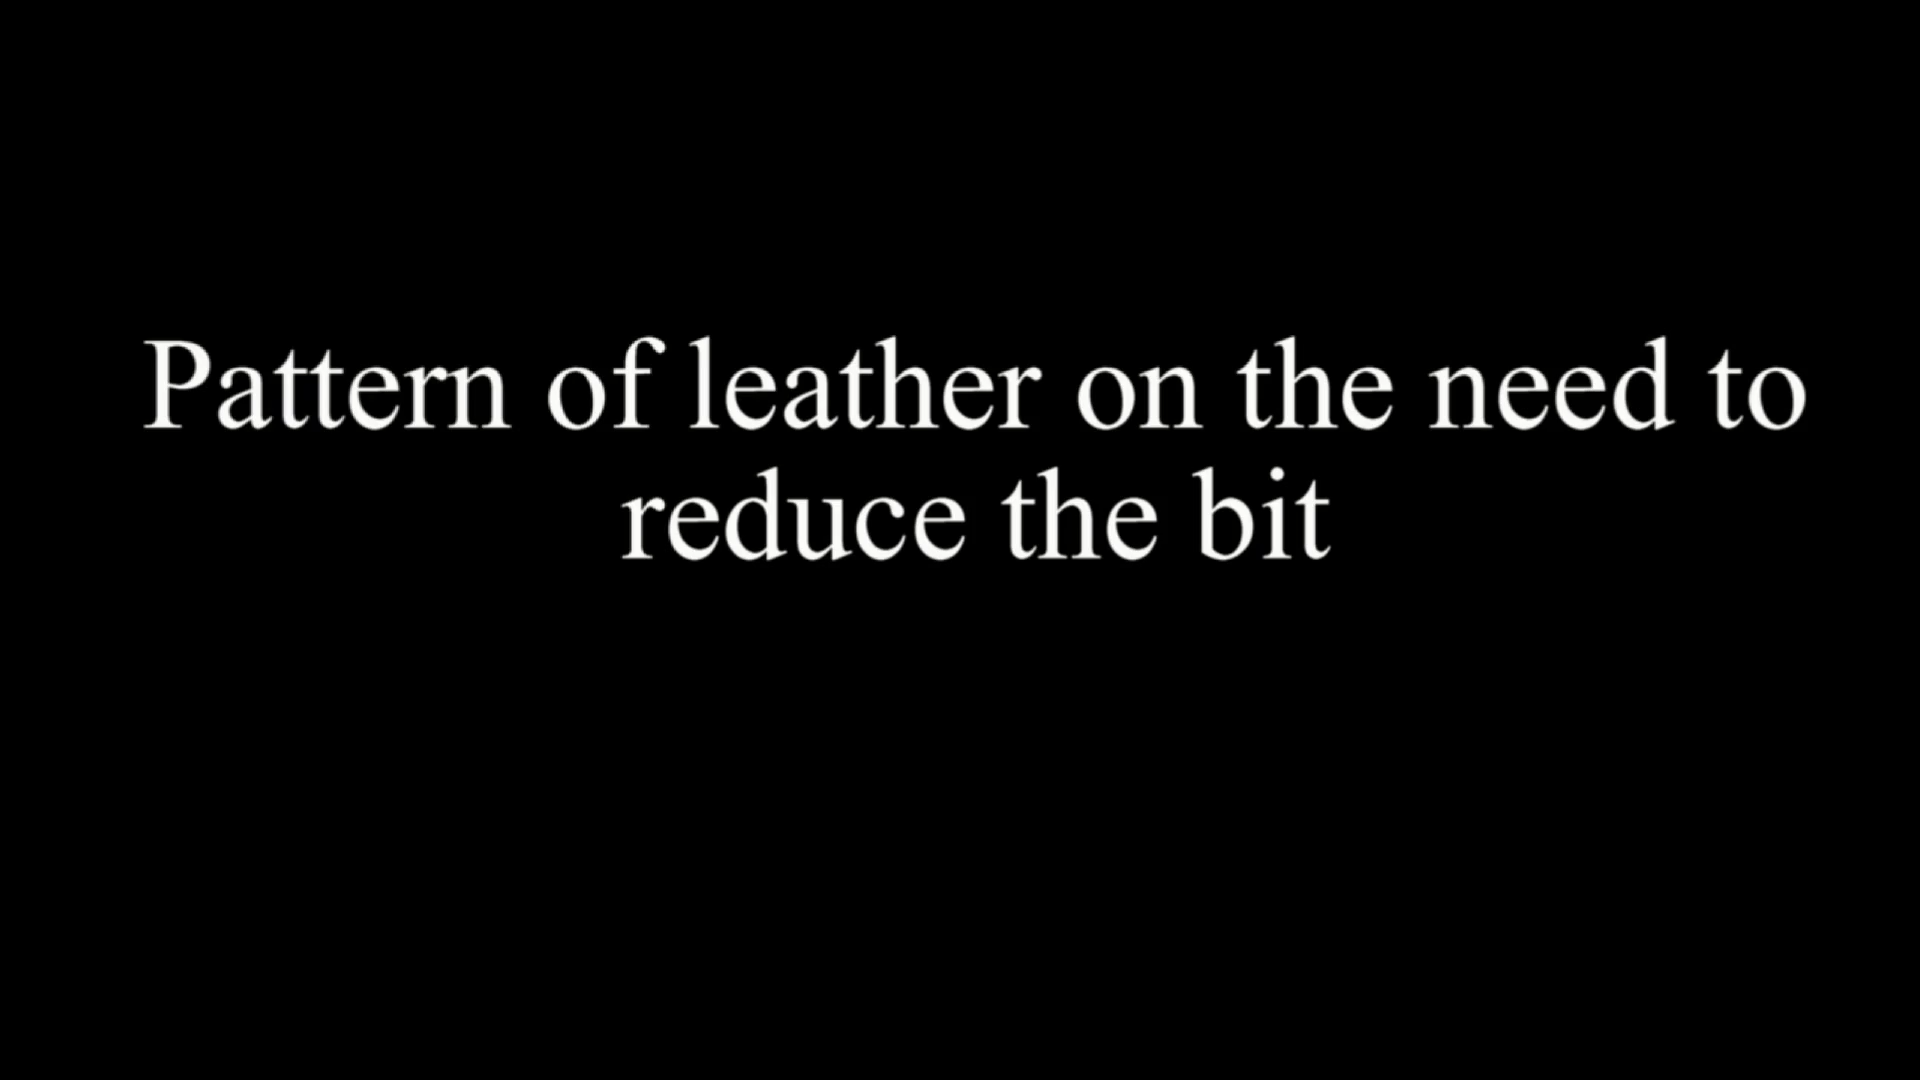 Pattern of leather on the need to
reduce the bit